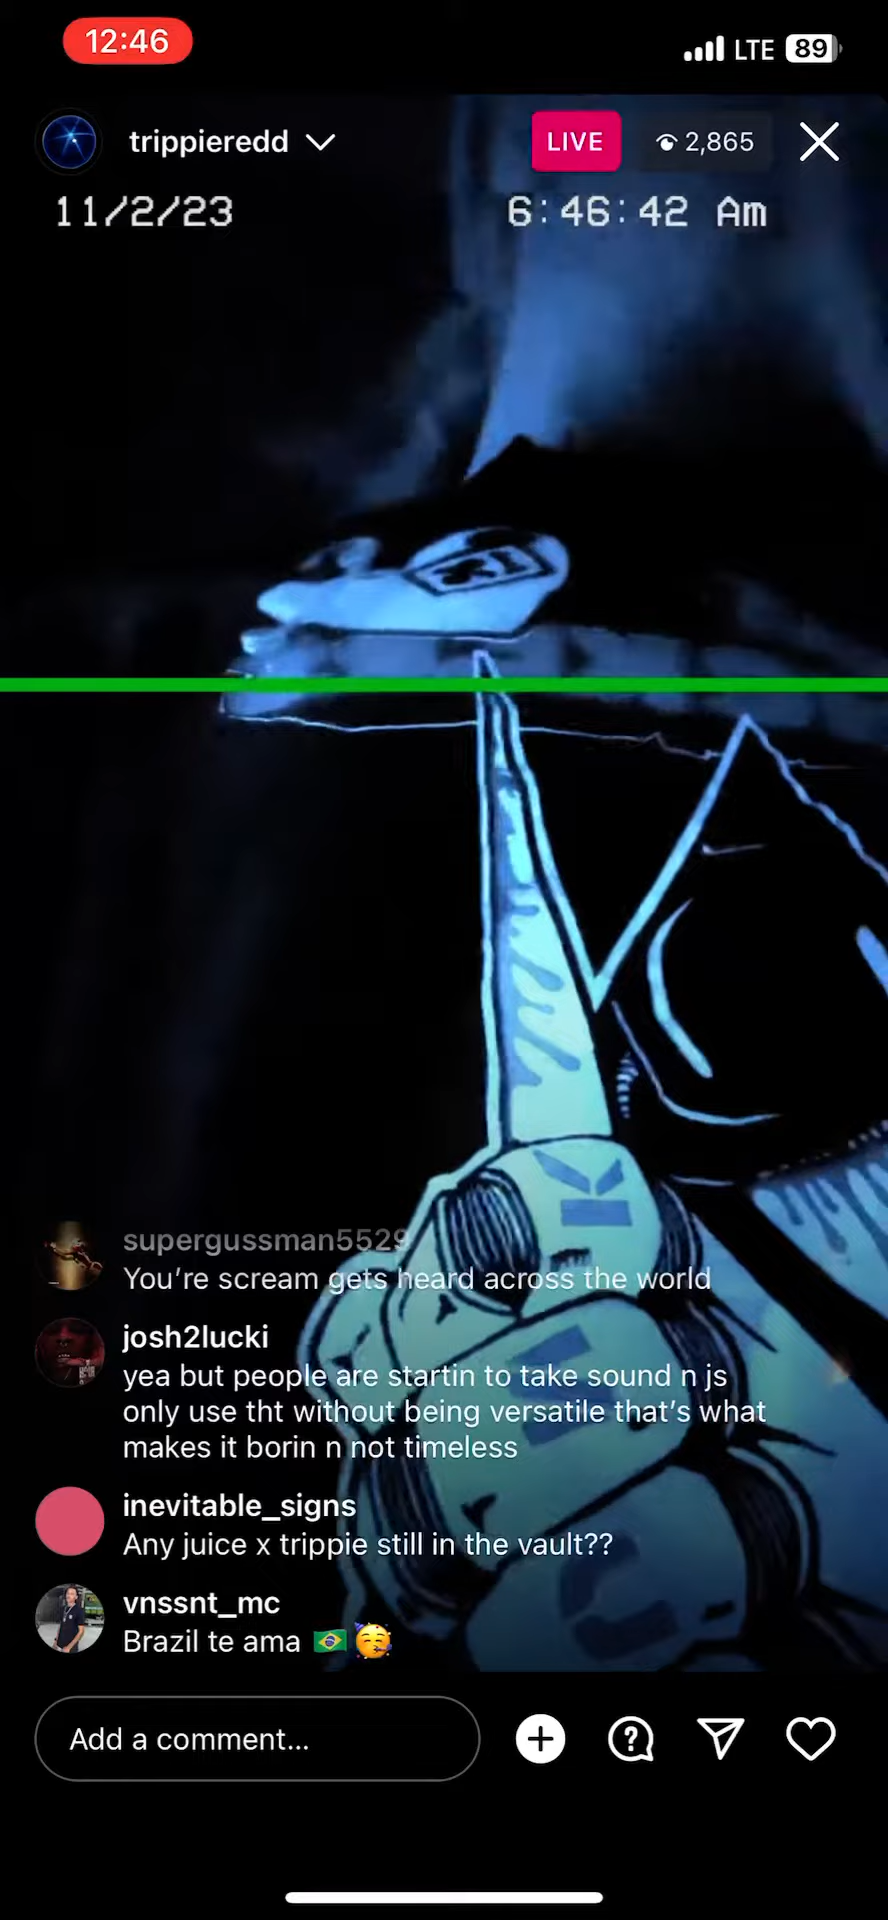 12:46
LTE 89
trippieredd LIVE 2,865
11/2/23 6:46:42 Am
supergussman5529
You're scream gets heard across the world
josh2lucki
yea but people are startin to take sound n js
only use tht without being versatile that's what
makes it borin n not timeless
inevitable_signs
Any juice x trippie still in the vault??
vnssnt_mc
Brazil te ama 🇧🇷🥳
Add a comment...